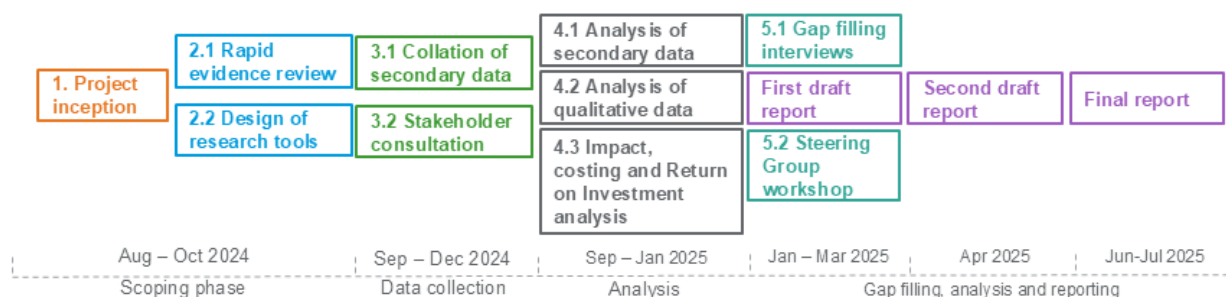 1. Project
inception
2.1 Rapid
evidence review
2.2 Design of
research tools
3.1 Collation of
secondary data
3.2 Stakeholder
consultation
4.1 Analysis of
secondary data
4.2 Analysis of
qualitative data
4.3 Impact,
costing and Return
on Investment
analysis
5.1 Gap filling
interviews
First draft
report
5.2 Steering
Group
workshop
Second draft
report
Final report
Aug – Oct 2024
Sep – Dec 2024
Sep – Jan 2025
Jan – Mar 2025
Apr 2025
Jun-Jul 2025
Scoping phase
Data collection
Analysis
Gap filling, analysis and reporting